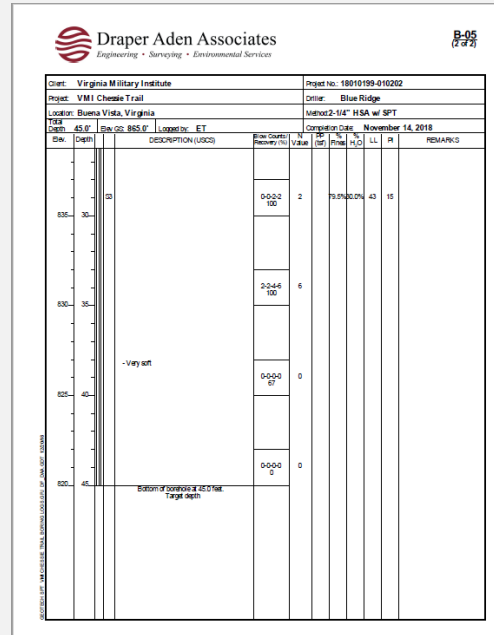 Draper Aden Associates
Engineering • Surveying • Environmental Services
B-05
(2 of 2)
Client: Virginia Military Institute
Project No.: 18010199-010202
Project: VMI Chessie Trail
Driller: Blue Ridge
Location: Buena Vista, Virginia
Method: 2-1/4" HSA w/ SPT
Total Depth 45.0' Elev GS: 865.0' Logged by: ET
Completion Date: November 14, 2018
Elev. Depth DESCRIPTION (USCS) Blow Counts/ Recovery (%) N Value PP (tsf) % Fines % H2O LL PI REMARKS
S3 0-0-2-2 2 79.5% 43 15
100
835 30
2-2-4-6 6
100
830 35
- Very soft
0-0-0-0 0
67
825 40
0-0-0-0 0
0
820 45
Bottom of borehole at 45.0 feet.
Target depth